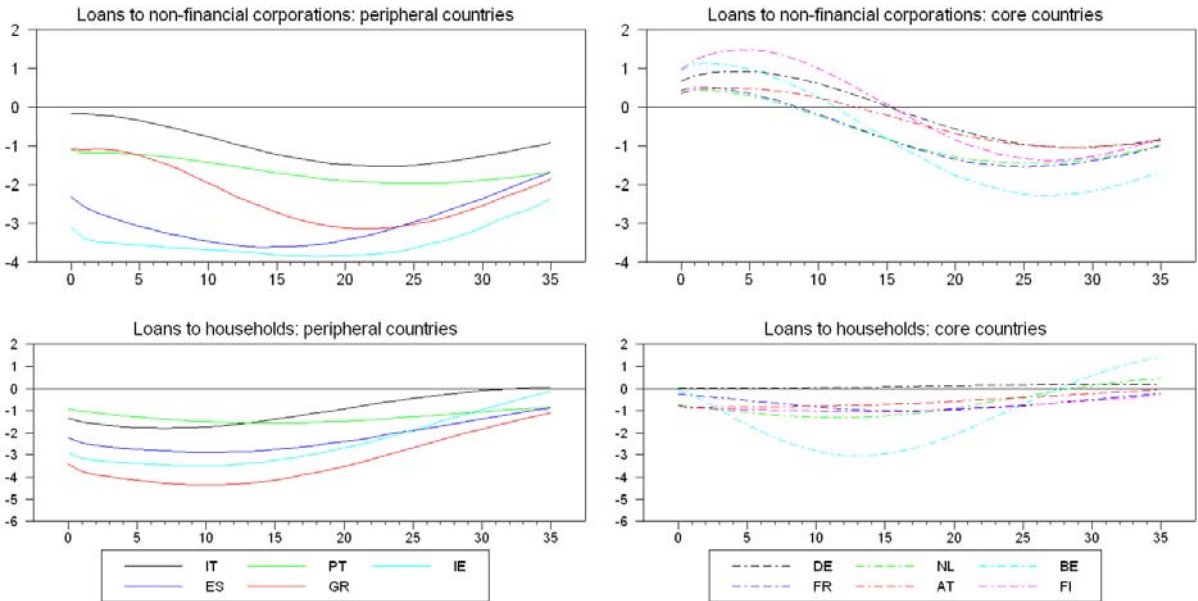 Loans to non-financial corporations: peripheral countries
2
1
0
-1
-2
-3
-4
0 5 10 15 20 25 30 35
Loans to non-financial corporations: core countries
2
1
0
-1
-2
-3
-4
0 5 10 15 20 25 30 35
Loans to households: peripheral countries
2
1
0
-1
-2
-3
-4
-5
-6
0 5 10 15 20 25 30 35
Loans to households: core countries
2
1
0
-1
-2
-3
-4
-5
-6
0 5 10 15 20 25 30 35
IT PT IE
ES GR
DE NL BE
FR AT FI